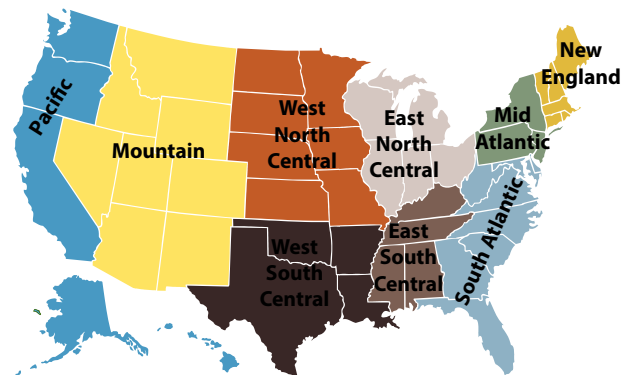 New
England
Pacific
Mid
Atlantic
West
North
Central
East
North
Central
Mountain
South Atlantic
East
South
Central
West
South
Central